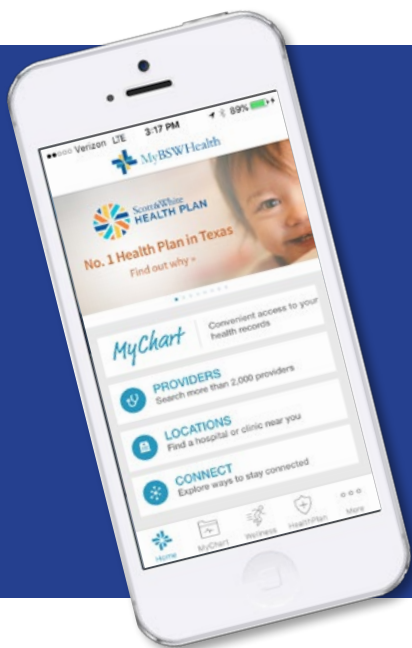 Verizon LTE 3:17 PM 89%
MyBSWHealth
Scott&White
HEALTH PLAN
No. 1 Health Plan in Texas
Find out why »
MyChart
Convenient access to your
health records
PROVIDERS
Search more than 2,000 providers
LOCATIONS
Find a hospital or clinic near you
CONNECT
Explore ways to stay connected
Home MyChart Wellness HealthPlan More